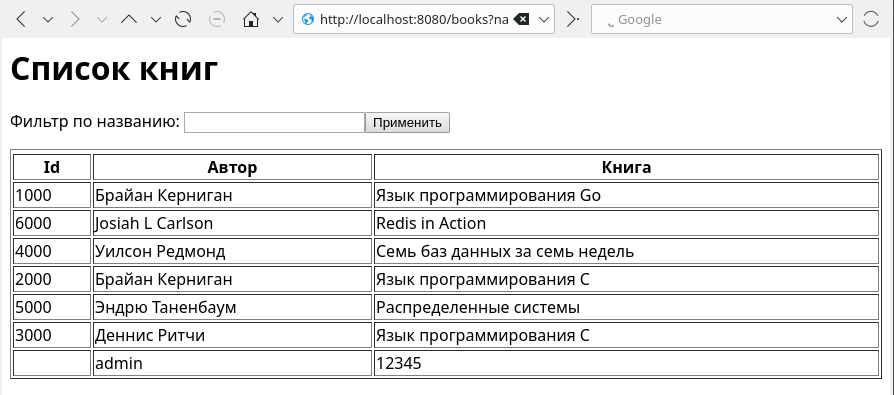 http://localhost:8080/books?na
Google
Список книг
Фильтр по названию: Применить
Id Автор Книга
1000 Брайан Керниган Язык программирования Go
6000 Josiah L Carlson Redis in Action
4000 Уилсон Редмонд Семь баз данных за семь недель
2000 Брайан Керниган Язык программирования C
5000 Эндрю Таненбаум Распределенные системы
3000 Деннис Ритчи Язык программирования C
admin 12345